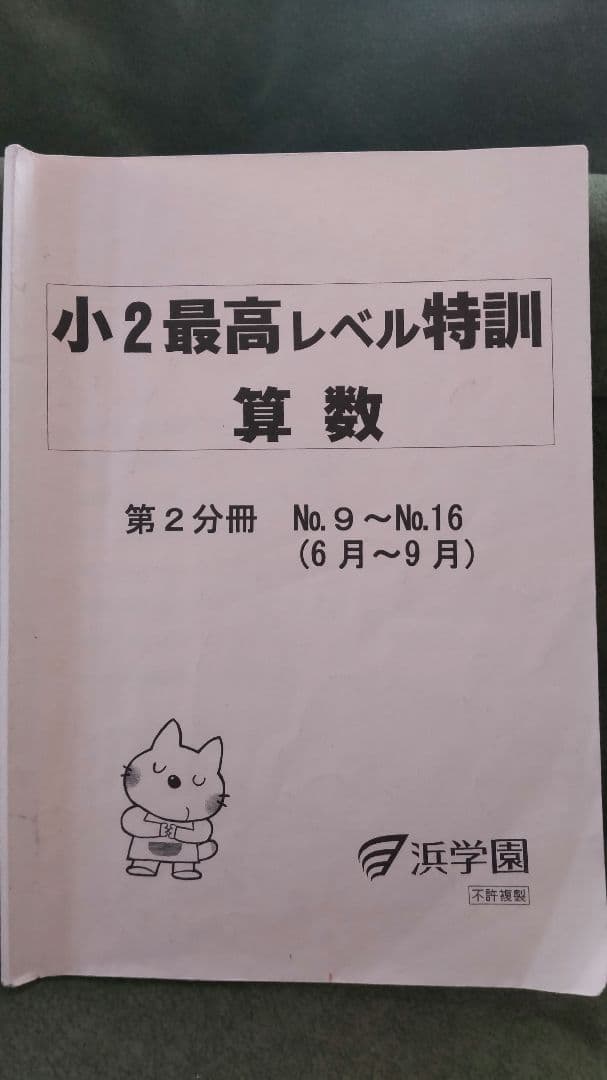 小2最高レベル特訓
算数
第2分冊 No.9～No.16
(6月～9月)
浜学園
不許複製